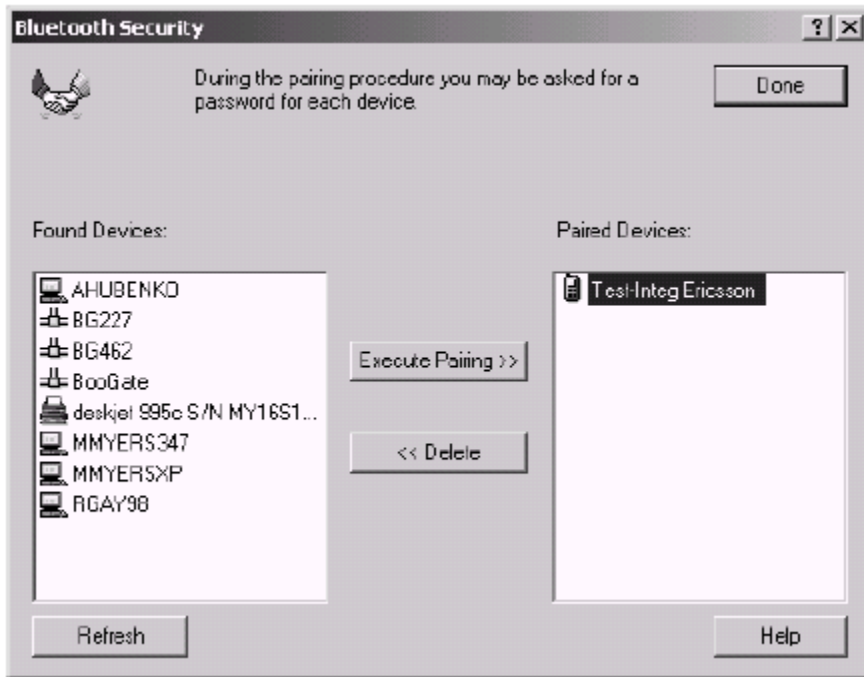 Bluetooth Security
During the pairing procedure you may be asked for a
password for each device.
Done
Found Devices:
Paired Devices:
AHUBENKO
BG227
BG462
BooGate
deskjet 995c S/N MY16S1...
MMYERS347
MMYERSXP
RGAY98
Test-Integ Ericsson
Execute Pairing >>
<< Delete
Refresh
Help